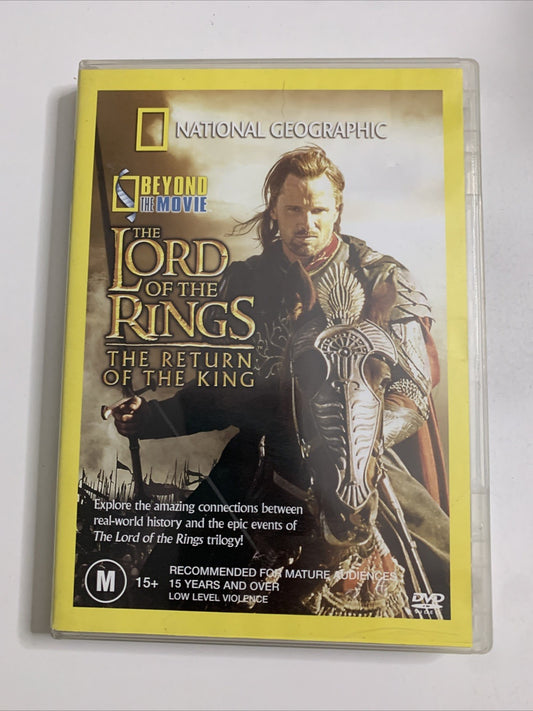 NATIONAL GEOGRAPHIC
BEYOND
THE MOVIE
THE
LORD
OF THE
RINGS
THE RETURN
OF THE KING
Explore the amazing connections between
real-world history and the epic events of
The Lord of the Rings trilogy!
M 15+
RECOMMENDED FOR MATURE AUDIENCES
15 YEARS AND OVER
LOW LEVEL VIOLENCE
DVD